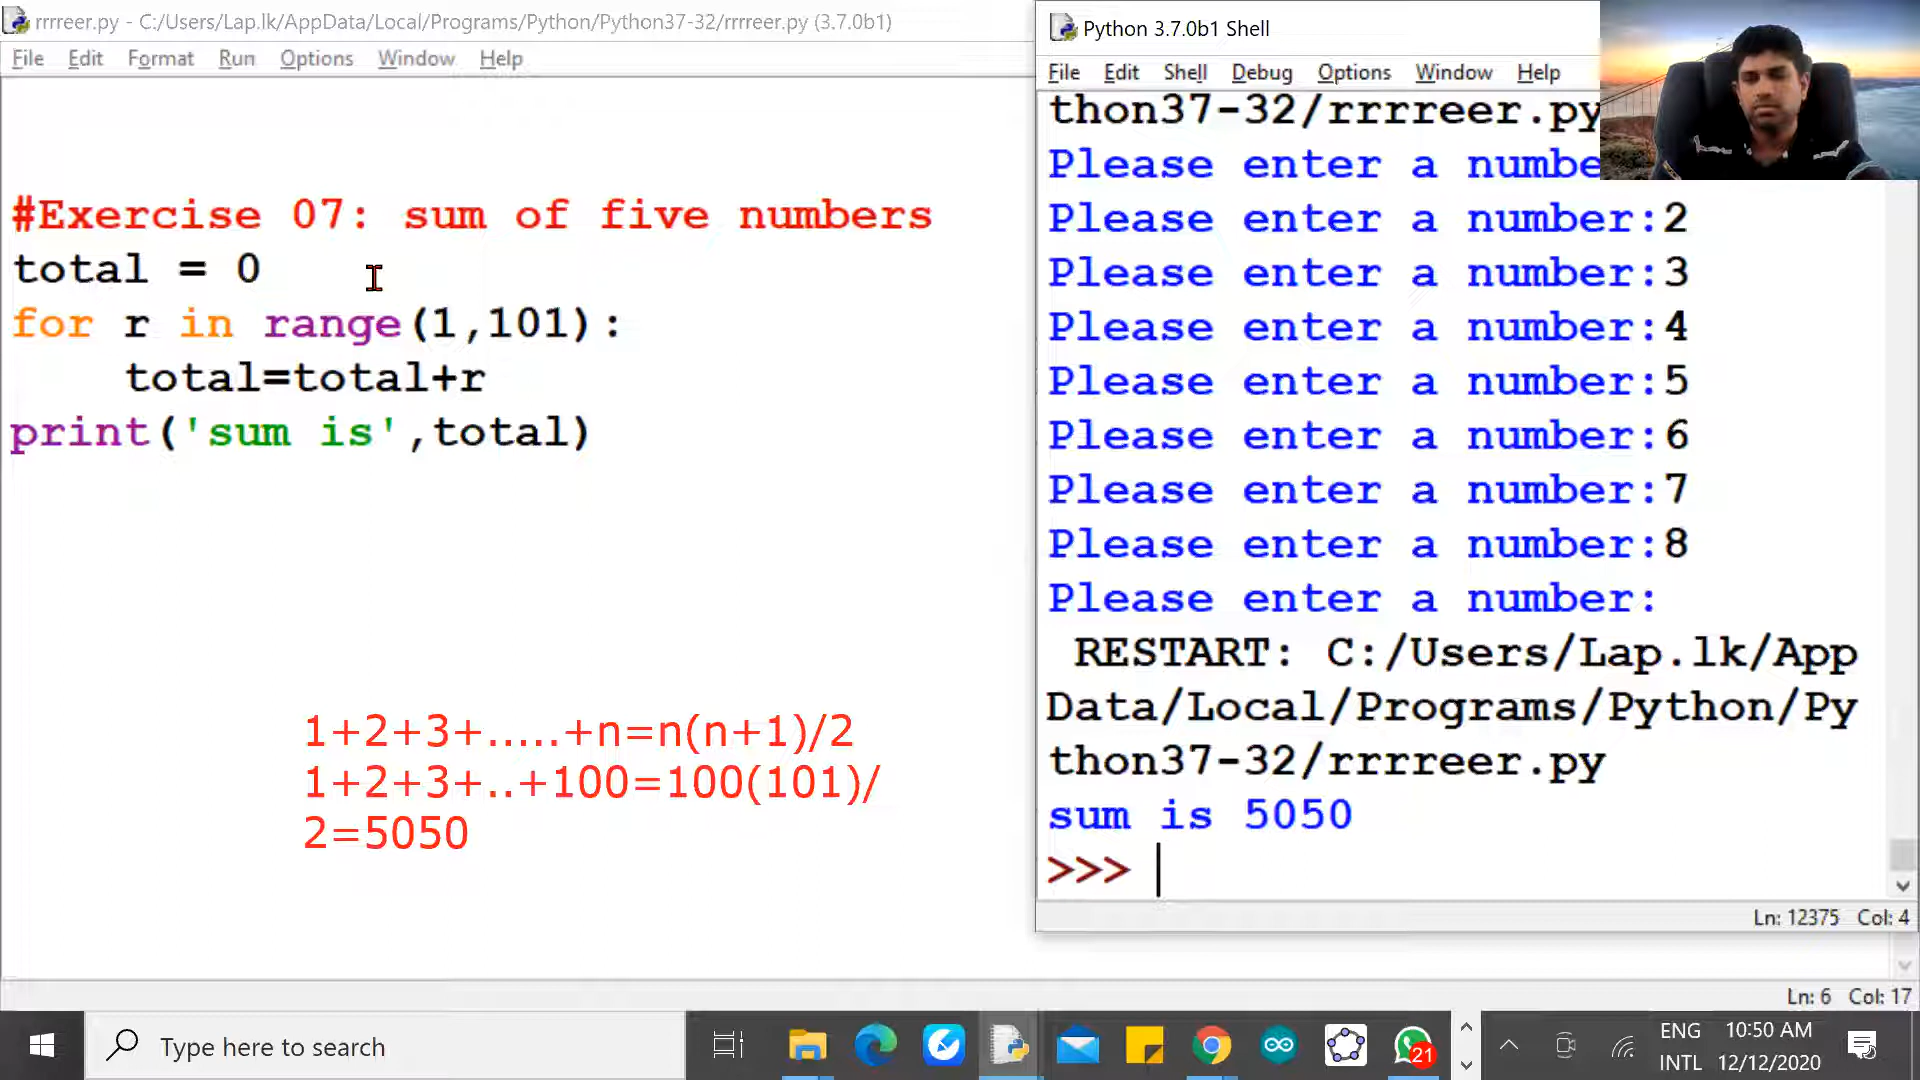 rrrreer.py - C:/Users/Lap.lk/AppData/Local/Programs/Python/Python37-32/rrrreer.py (3.7.0b1)
File Edit Format Run Options Window Help
#Exercise 07: sum of five numbers
total = 0
for r in range(1,101):
    total=total+r
print('sum is',total)
1+2+3+.....+n=n(n+1)/2
1+2+3+..+100=100(101)/
2=5050
Python 3.7.0b1 Shell
File Edit Shell Debug Options Window Help
thon37-32/rrrreer.py
Please enter a numbe
Please enter a number:2
Please enter a number:3
Please enter a number:4
Please enter a number:5
Please enter a number:6
Please enter a number:7
Please enter a number:8
Please enter a number:
 RESTART: C:/Users/Lap.lk/App
Data/Local/Programs/Python/Py
thon37-32/rrrreer.py
sum is 5050
>>>
Ln: 12375 Col: 4
Ln: 6 Col: 17
Type here to search
21
ENG
INTL
10:50 AM
12/12/2020